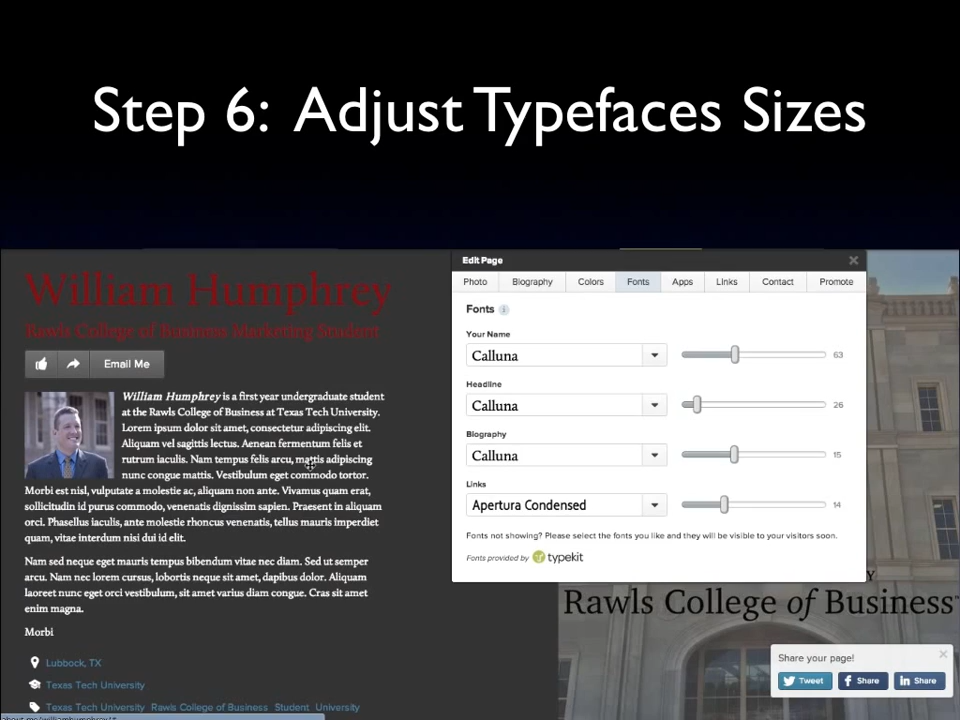 Step 6: Adjust Typefaces Sizes
William Humphrey
Rawls College of Business Marketing Student
Email Me
William Humphrey is a first year undergraduate student
at the Rawls College of Business at Texas Tech University.
Lorem ipsum dolor sit amet, consectetur adipiscing elit.
Aliquam vel sagittis lectus. Aenean fermentum felis et
rutrum iaculis. Nam tempus felis arcu, mattis adipiscing
nunc congue mattis. Vestibulum eget commodo tortor.
Morbi est nisl, vulputate a molestie ac, aliquam non ante. Vivamus quam erat,
sollicitudin id purus commodo, venenatis dignissim sapien. Praesent in aliquam
orci. Phasellus iaculis, ante molestie rhoncus venenatis, tellus mauris imperdiet
quam, vitae interdum nisi dui id elit.
Nam sed neque eget mauris tempus bibendum vitae nec diam. Sed ut semper
arcu. Nam nec lorem cursus, lobortis neque sit amet, dapibus dolor. Aliquam
laoreet nunc eget orci vestibulum, sit amet varius diam congue. Cras sit amet
enim magna.
Morbi
Lubbock, TX
Texas Tech University
Texas Tech University Rawls College of Business Student University
about.me/williamhumphrey/#
Edit Page
Photo Biography Colors Fonts Apps Links Contact Promote
Fonts
Your Name
Calluna 63
Headline
Calluna 26
Biography
Calluna 15
Links
Apertura Condensed 14
Fonts not showing? Please select the fonts you like and they will be visible to your visitors soon.
Fonts provided by typekit
Y
Rawls College of Business™
Share your page!
Tweet Share Share